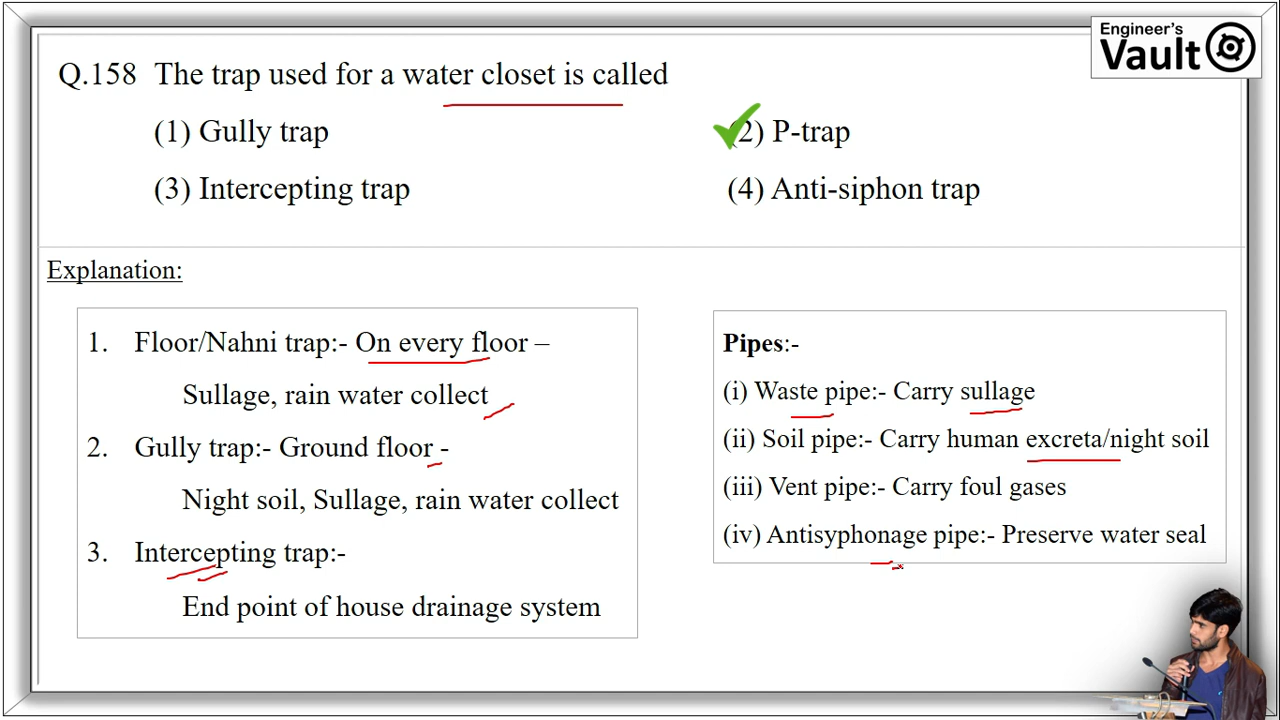 Engineer's
Vault
Q.158 The trap used for a water closet is called
(1) Gully trap
(2) P-trap
(3) Intercepting trap
(4) Anti-siphon trap
Explanation:
1. Floor/Nahni trap:- On every floor –
Sullage, rain water collect
2. Gully trap:- Ground floor -
Night soil, Sullage, rain water collect
3. Intercepting trap:-
End point of house drainage system
Pipes:-
(i) Waste pipe:- Carry sullage
(ii) Soil pipe:- Carry human excreta/night soil
(iii) Vent pipe:- Carry foul gases
(iv) Antisyphonage pipe:- Preserve water seal